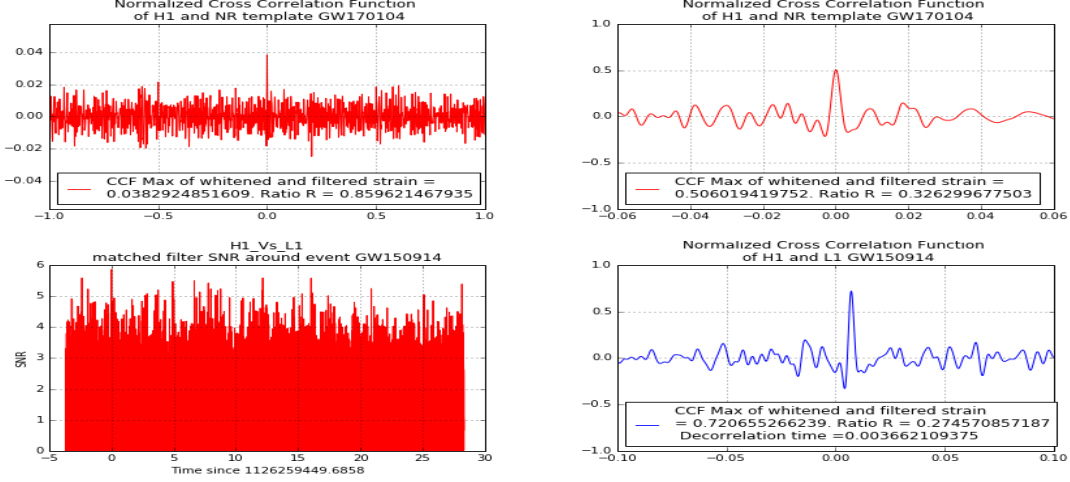 Normalized Cross Correlation Function
of H1 and NR template GW170104
0.04
0.02
0.00
−0.02
−0.04
CCF Max of whitened and filtered strain =
0.0382924851609. Ratio R = 0.859621467935
−1.0
−0.5
0.0
0.5
1.0
Normalized Cross Correlation Function
of H1 and NR template GW170104
1.0
0.5
0.0
−0.5
−1.0
CCF Max of whitened and filtered strain =
0.506019419752. Ratio R = 0.326299677503
−0.06
−0.04
−0.02
0.00
0.02
0.04
0.06
H1_Vs_L1
matched filter SNR around event GW150914
SNR
6
5
4
3
2
1
0
−5
0
5
10
15
20
25
30
Time since 1126259449.6858
Normalized Cross Correlation Function
of H1 and L1 GW150914
1.0
0.5
0.0
−0.5
−1.0
CCF Max of whitened and filtered strain
= 0.720655266239. Ratio R = 0.274570857187
Decorrelation time =0.003662109375
−0.10
−0.05
0.00
0.05
0.10